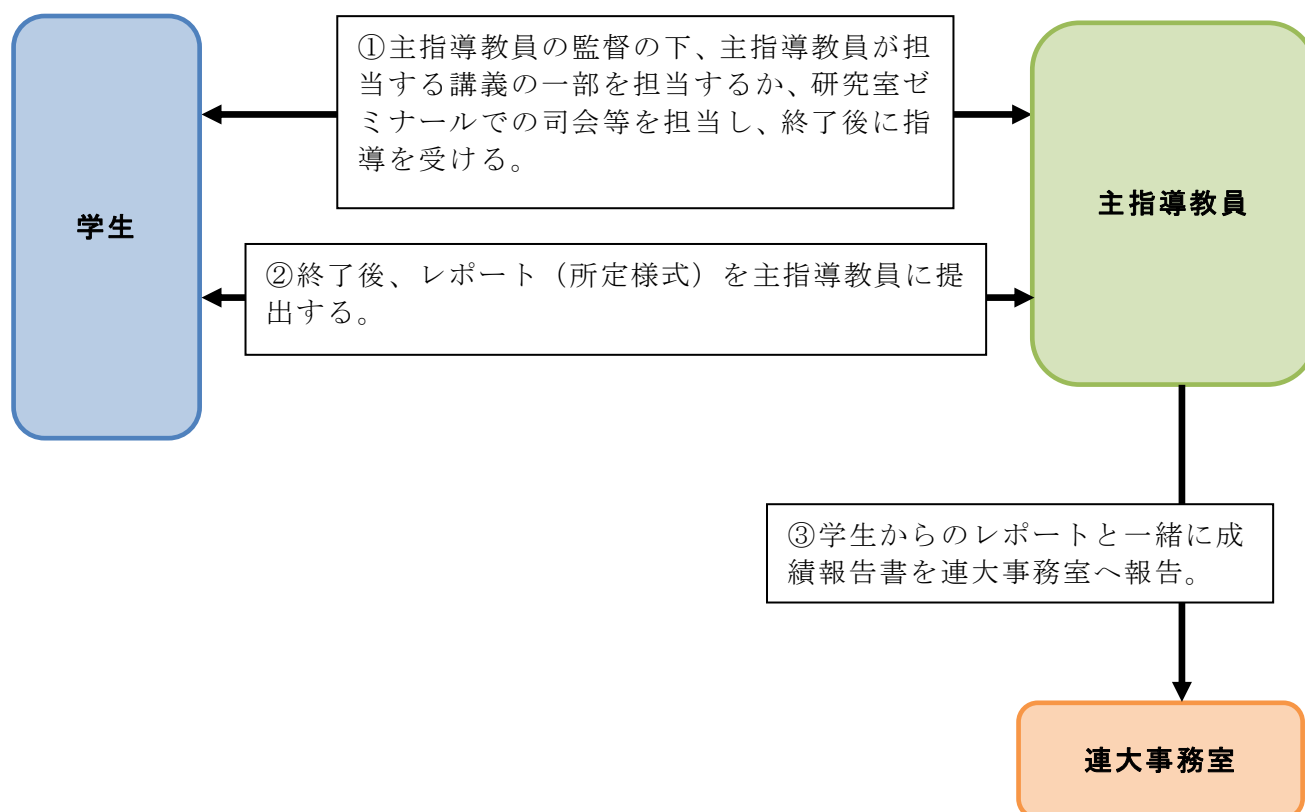 ①主指導教員の監督の下、主指導教員が担
当する講義の一部を担当するか、研究室ゼ
ミナールでの司会等を担当し、終了後に指
導を受ける。
学生
主指導教員
②終了後、レポート（所定様式）を主指導教員に提
出する。
③学生からのレポートと一緒に成
績報告書を連大事務室へ報告。
連大事務室